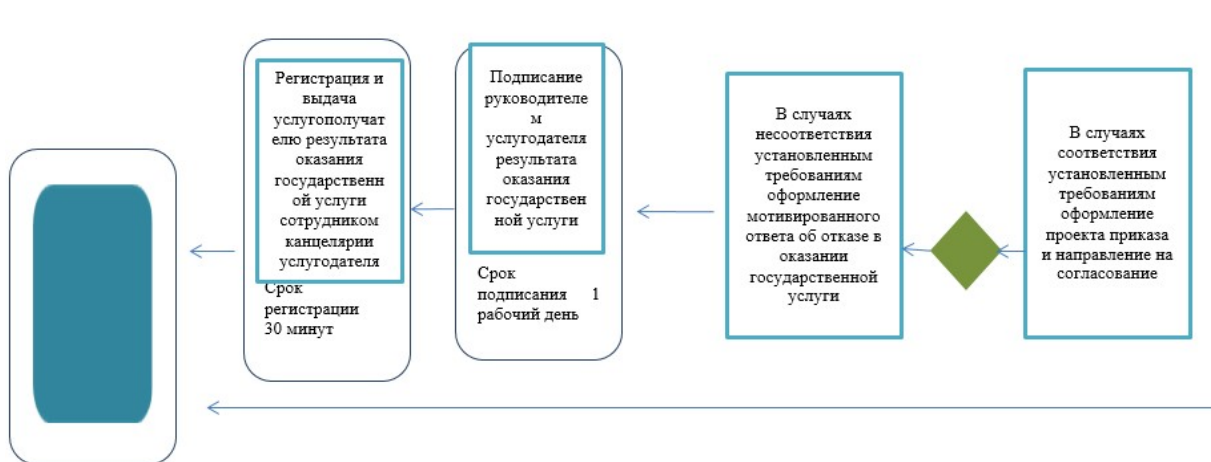 Регистрация и
выдача
услугополучат
елю результата
оказания
государственн
ой услуги
сотрудником
канцелярии
услугодателя
Срок
регистрации
30 минут
Подписание
руководителе
м
услугодателя
результата
оказания
государствен
ной услуги
Срок
подписания 1
рабочий день
В случаях
несоответствия
установленным
требованиям
оформление
мотивированного
ответа об отказе в
оказании
государственной
услуги
В случаях
соответствия
установленным
требованиям
оформление
проекта приказа
и направление на
согласование